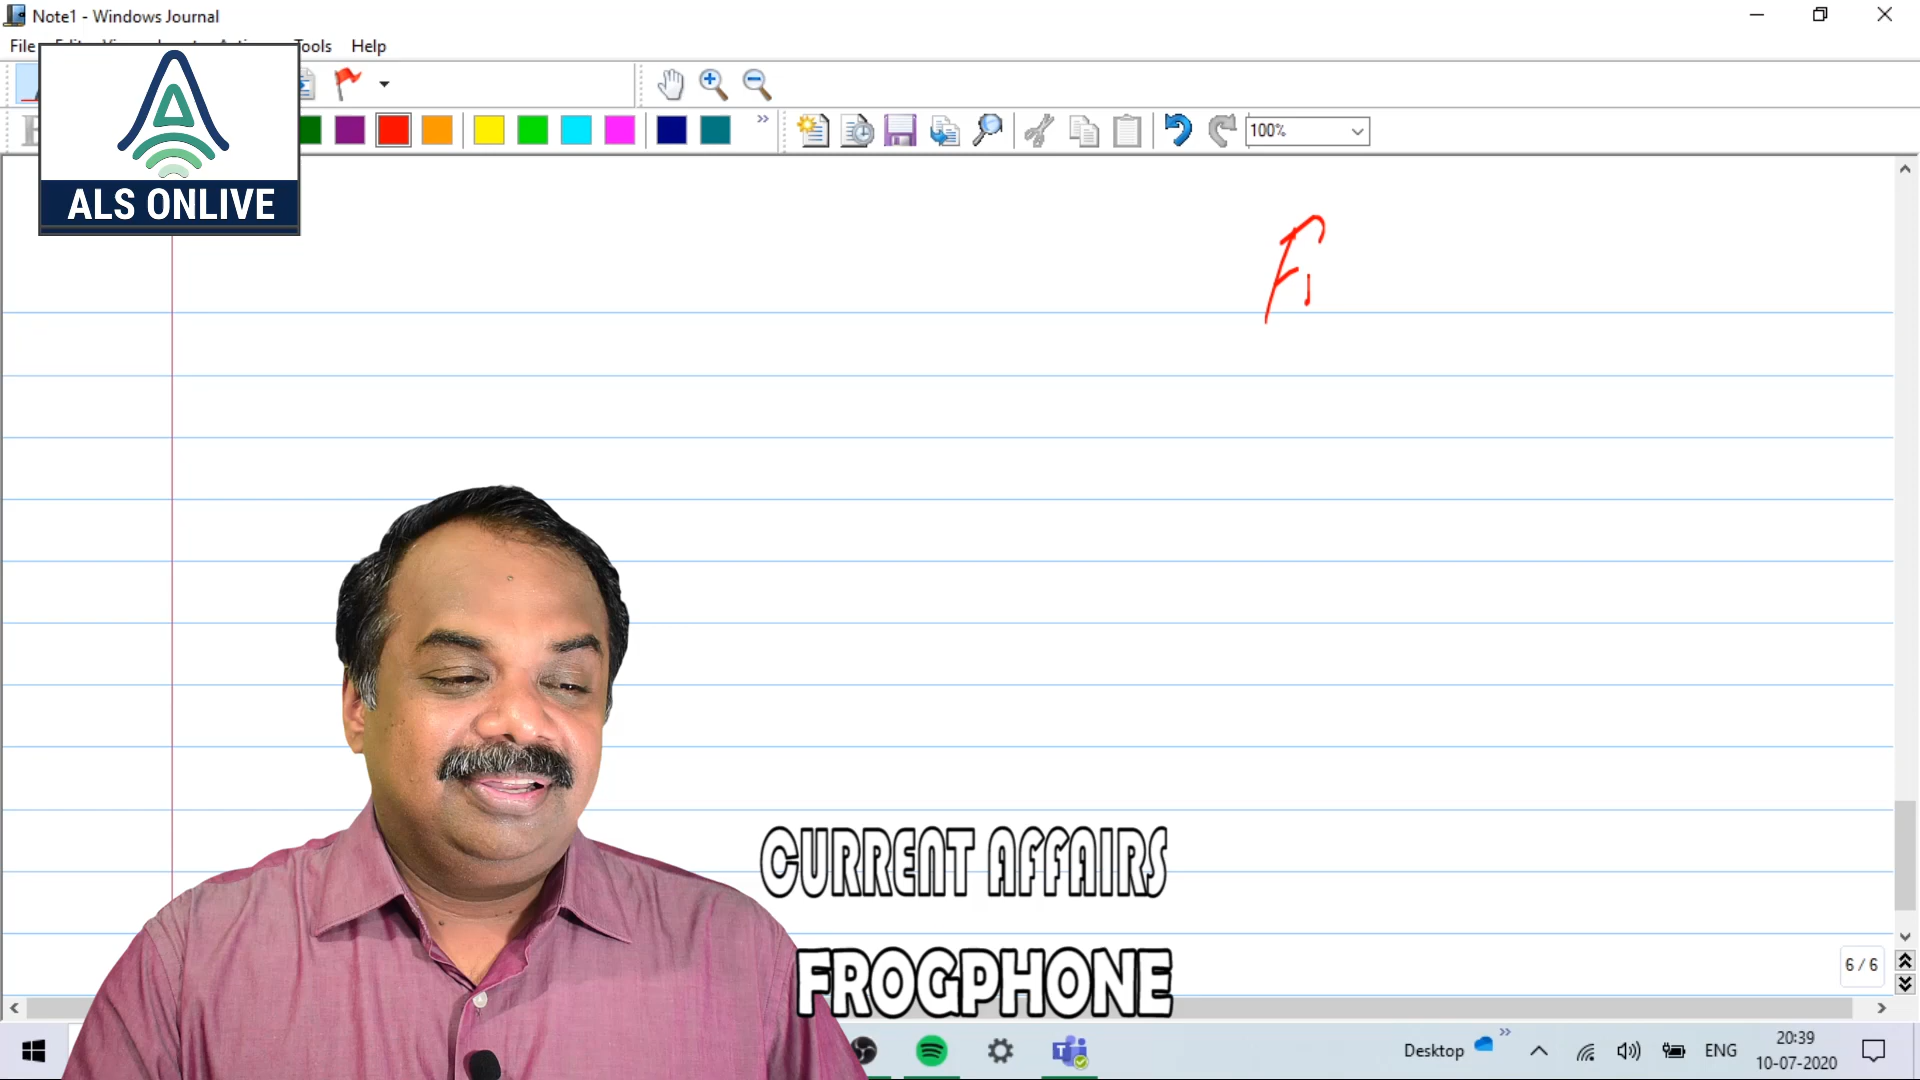 Note1 - Windows Journal
File
Tools Help
ALS ONLIVE
100%
F
CURRENT AFFAIRS
FROGPHONE
6 / 6
Desktop
ENG
20:39
10-07-2020